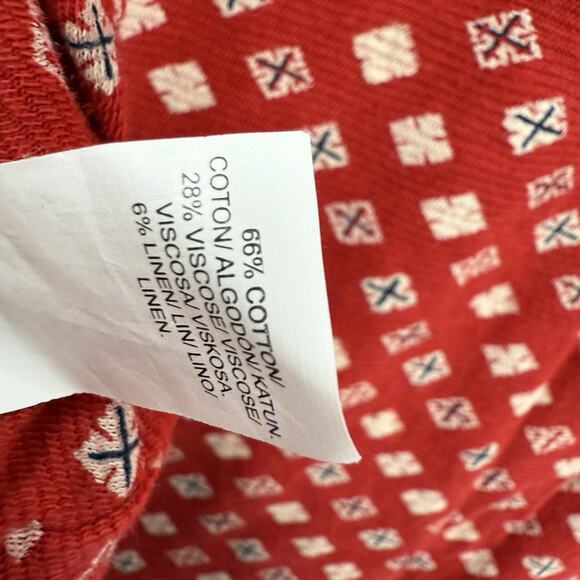 66% COTTON/
COTON/ ALGODÓN/ KATUN.
28% VISCOSE/ VISCOSE/
VISCOSA/ VISKOSA.
6% LINEN/ LIN/ LINO/
LINEN.